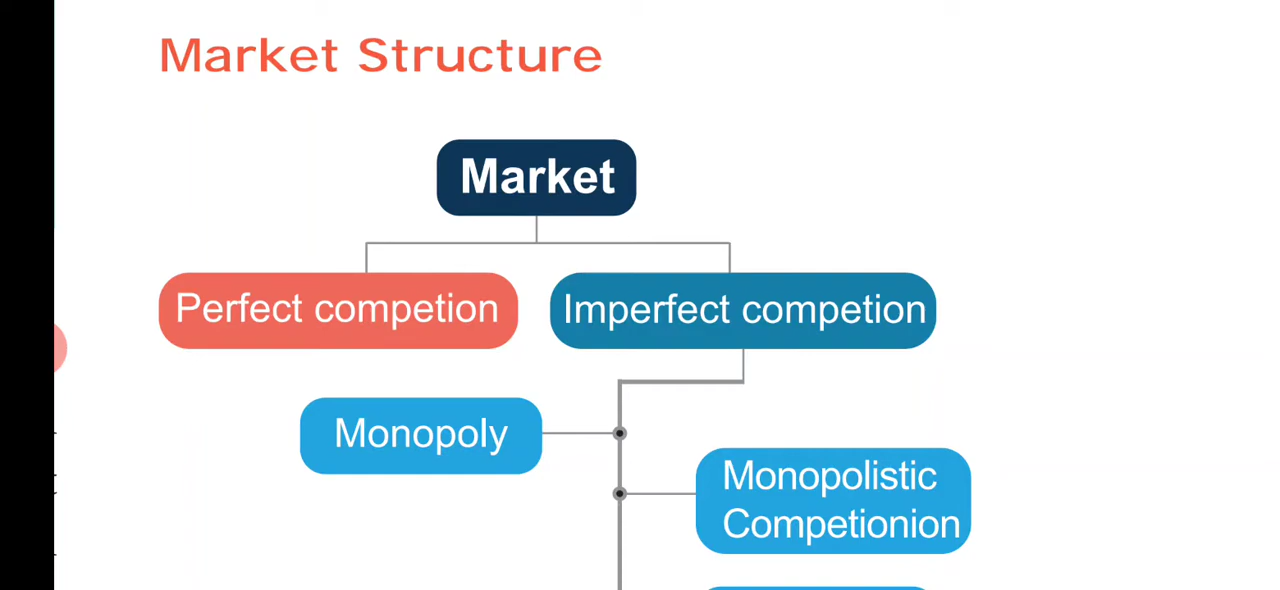 Market Structure
Market
Perfect competion
Imperfect competion
Monopoly
Monopolistic
Competionion